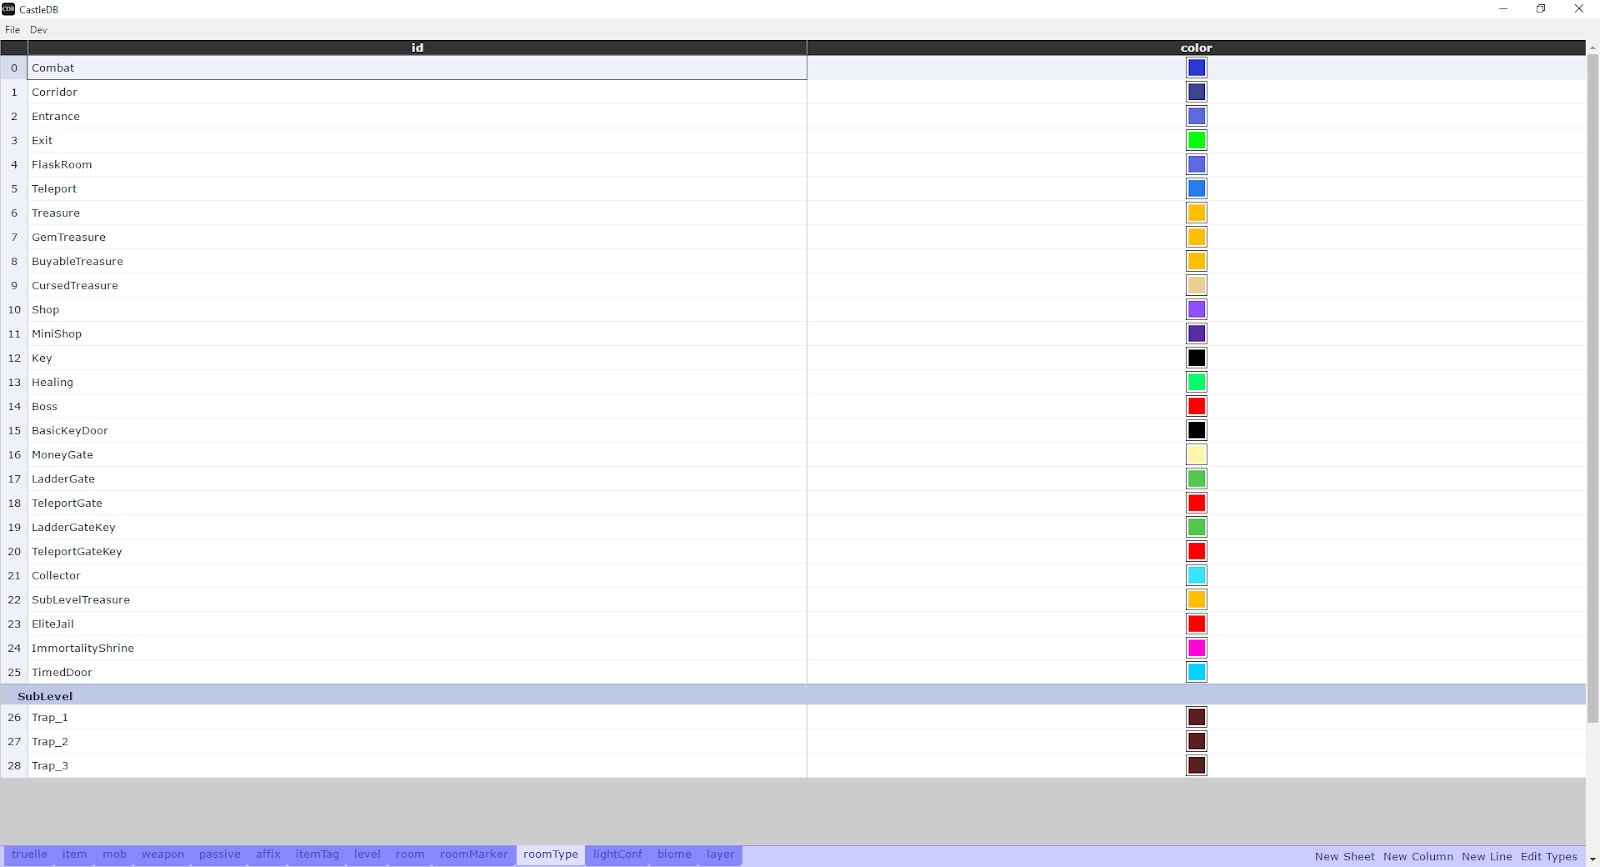 CDB CastleDB
File Dev
id color
0 Combat
1 Corridor
2 Entrance
3 Exit
4 FlaskRoom
5 Teleport
6 Treasure
7 GemTreasure
8 BuyableTreasure
9 CursedTreasure
10 Shop
11 MiniShop
12 Key
13 Healing
14 Boss
15 BasicKeyDoor
16 MoneyGate
17 LadderGate
18 TeleportGate
19 LadderGateKey
20 TeleportGateKey
21 Collector
22 SubLevelTreasure
23 EliteJail
24 ImmortalityShrine
25 TimedDoor
SubLevel
26 Trap_1
27 Trap_2
28 Trap_3
truelle item mob weapon passive affix itemTag level room roomMarker roomType lightConf biome layer New Sheet New Column New Line Edit Types